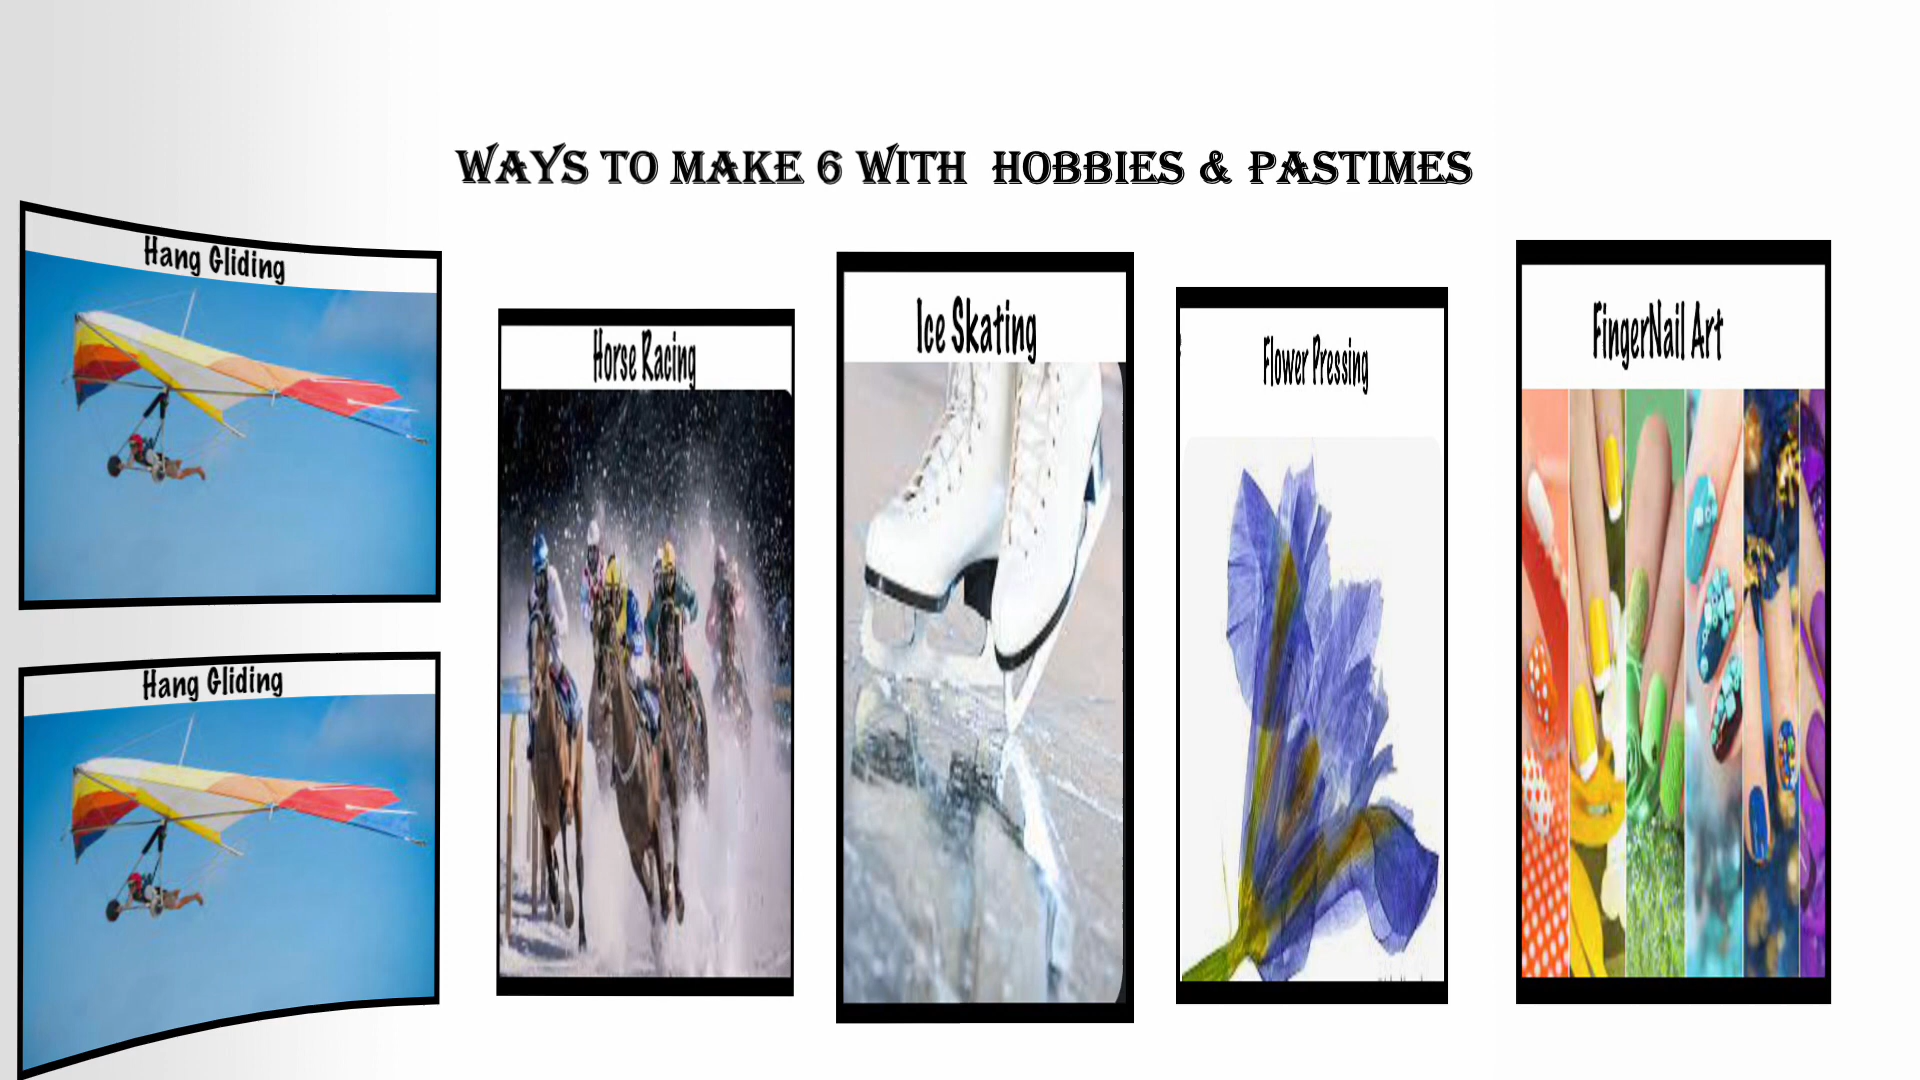 WAYS TO MAKE 6 WITH HOBBIES & PASTIMES
Hang Gliding
Hang Gliding
Horse Racing
Ice Skating
Flower Pressing
FingerNail Art